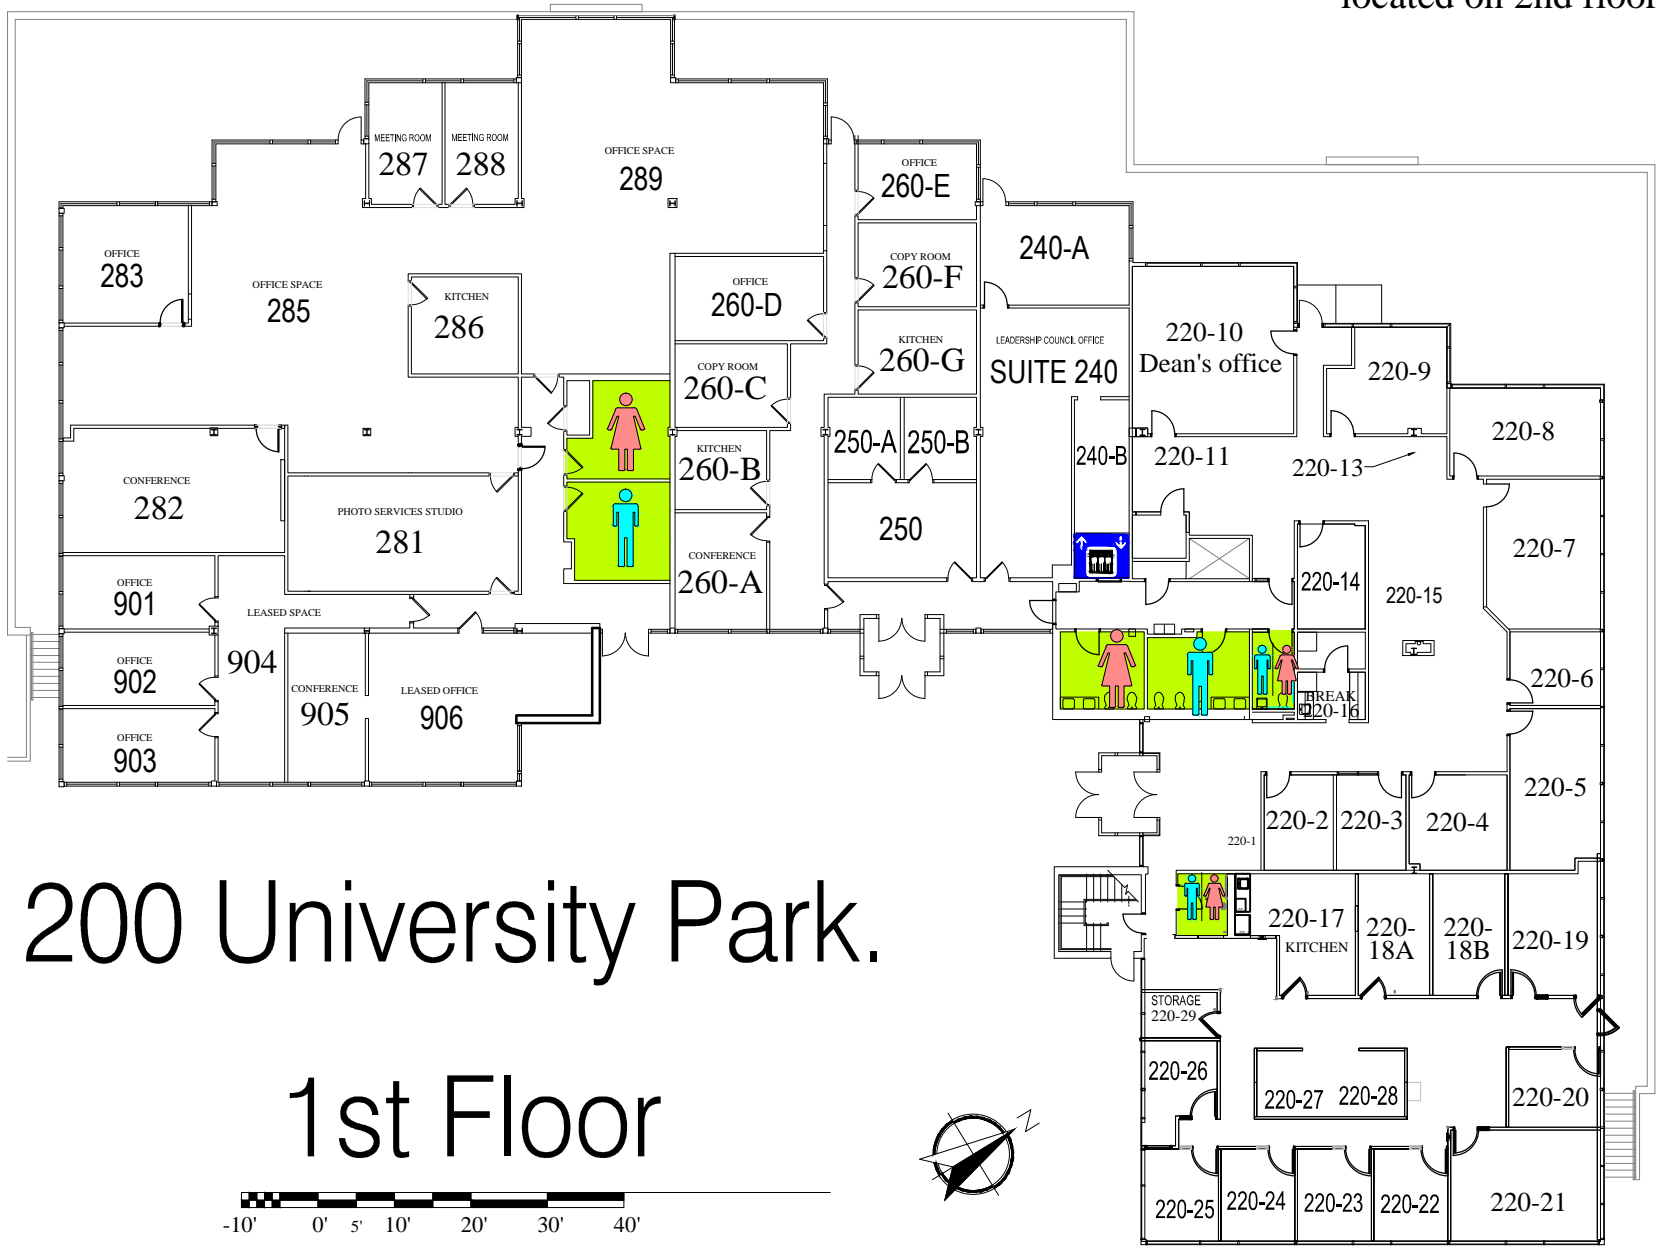 located on 2nd floor
MEETING ROOM
287
MEETING ROOM
288
OFFICE SPACE
289
OFFICE
260-E
OFFICE
283
OFFICE SPACE
285
KITCHEN
286
OFFICE
260-D
COPY ROOM
260-F
240-A
KITCHEN
260-G
LEADERSHIP COUNCIL OFFICE
SUITE 240
220-10
Dean's office
220-9
COPY ROOM
260-C
250-A
250-B
240-B
220-11
220-13
220-8
KITCHEN
260-B
CONFERENCE
282
PHOTO SERVICES STUDIO
281
250
220-7
CONFERENCE
260-A
220-14
220-15
OFFICE
901
LEASED SPACE
904
OFFICE
902
CONFERENCE
905
LEASED OFFICE
906
OFFICE
903
BREAK
220-16
220-6
220-5
220-1
220-2
220-3
220-4
200 University Park.
220-17
KITCHEN
220-
18A
220-
18B
220-19
STORAGE
220-29
220-26
220-27
220-28
220-20
1st Floor
N
220-25
220-24
220-23
220-22
220-21
-10'
0'
5'
10'
20'
30'
40'